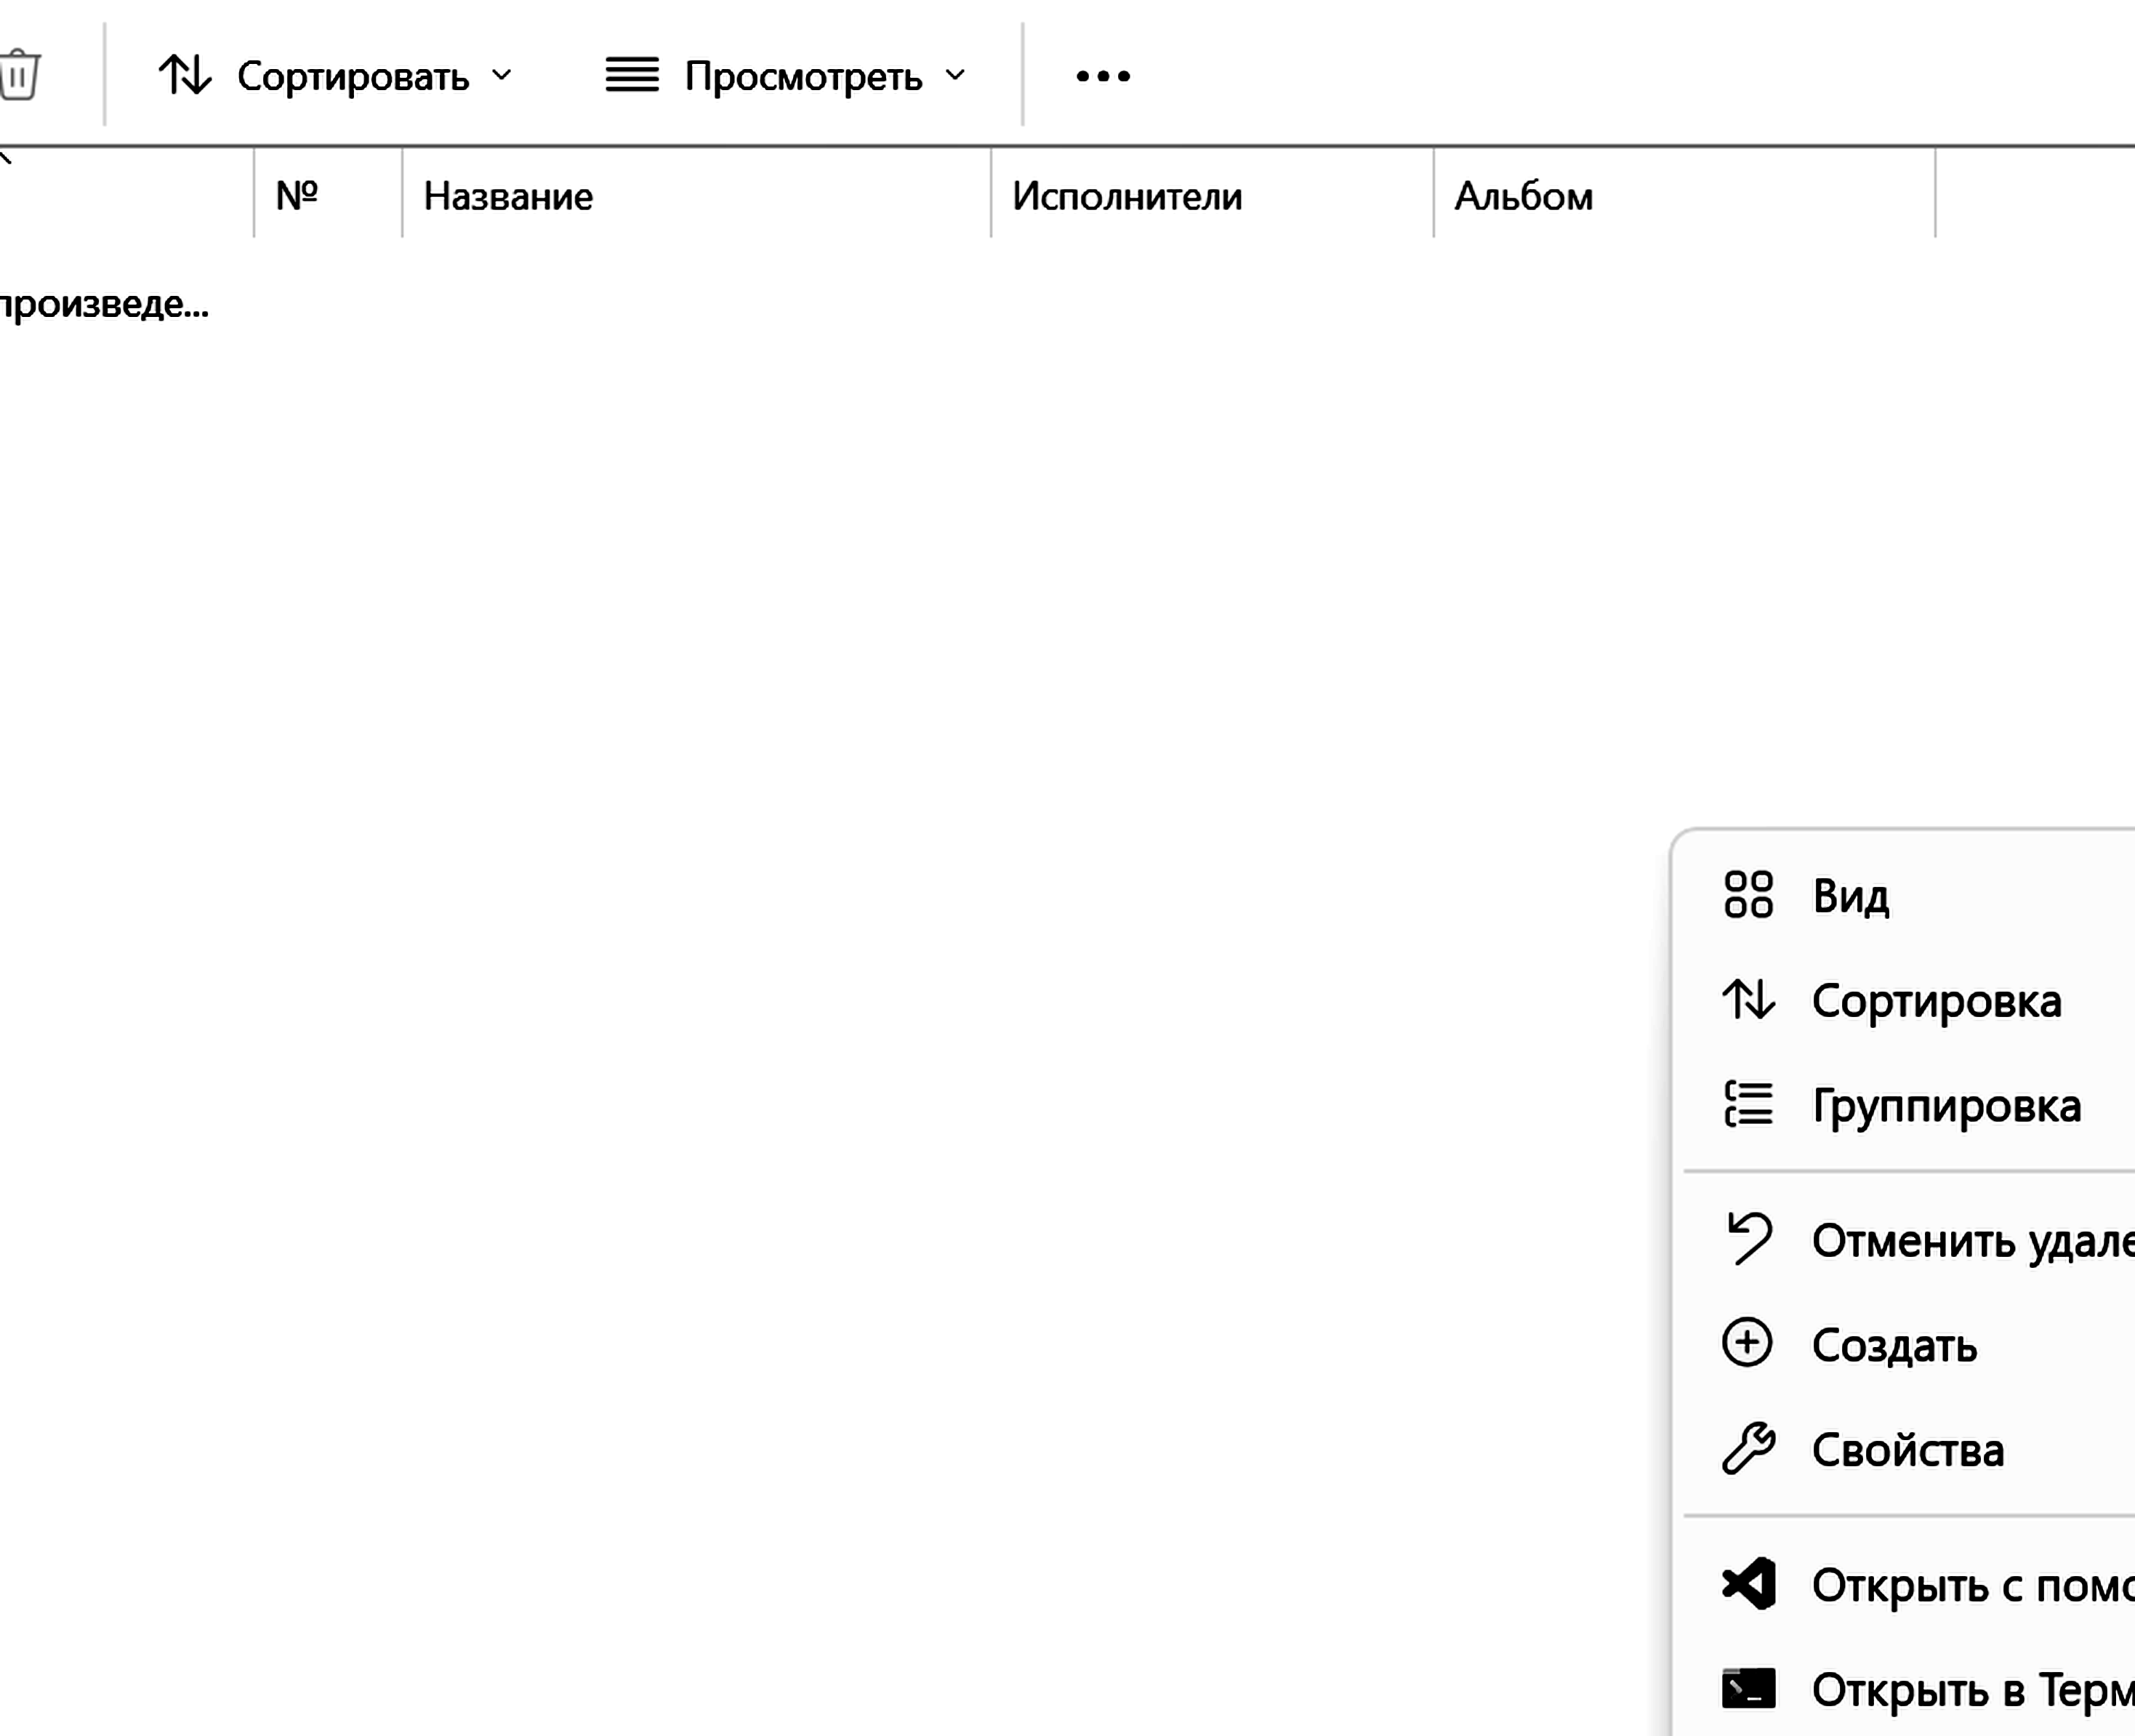 Сортировать Просмотреть
№ Название Исполнители Альбом
произведе...
Вид
Сортировка
Группировка
Отменить удале
Создать
Свойства
Открыть с помо
Открыть в Терм